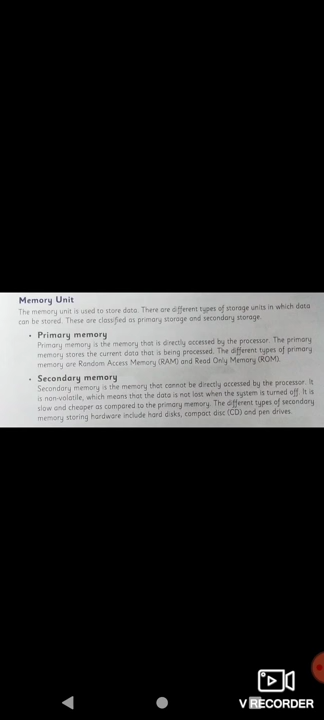 Memory Unit
The memory unit is used to store data. There are different types of storage units in which data
can be stored. These are classified as primary storage and secondary storage.
• Primary memory
Primary memory is the memory that is directly accessed by the processor. The primary
memory stores the current data that is being processed. The different types of primary
memory are Random Access Memory (RAM) and Read Only Memory (ROM).
• Secondary memory
Secondary memory is the memory that cannot be directly accessed by the processor. It
is non-volatile, which means that the data is not lost when the system is turned off. It is
slow and cheaper as compared to the primary memory. The different types of secondary
memory storing hardware include hard disks, compact disc (CD) and pen drives.
V RECORDER